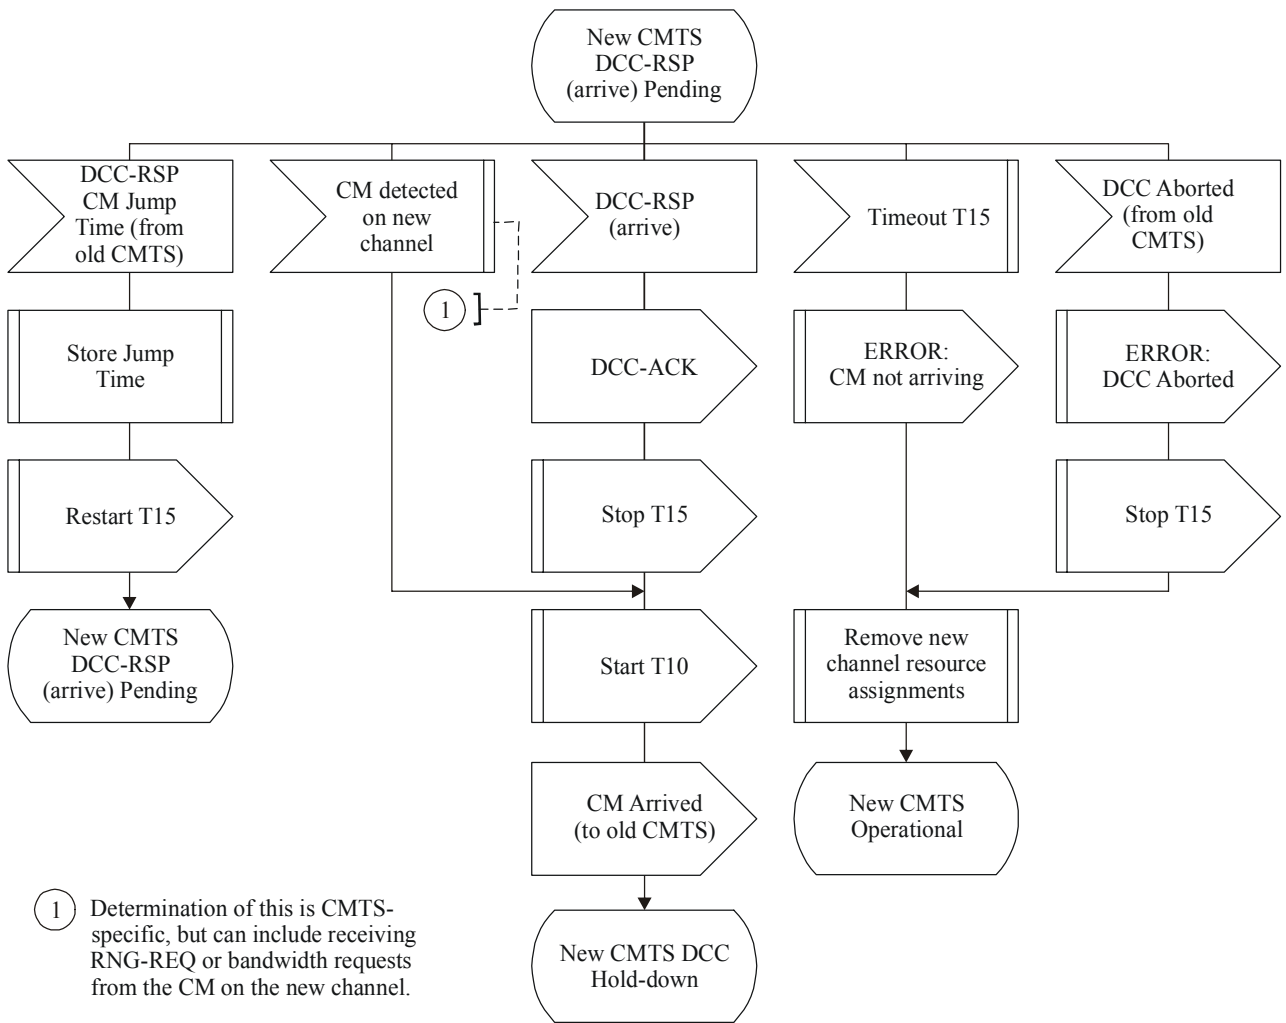 New CMTS
DCC-RSP
(arrive) Pending
DCC-RSP
CM Jump
Time (from
old CMTS)
CM detected
on new
channel
DCC-RSP
(arrive)
Timeout T15
DCC Aborted
(from old
CMTS)
1
Store Jump
Time
DCC-ACK
ERROR:
CM not arriving
ERROR:
DCC Aborted
Restart T15
Stop T15
Stop T15
New CMTS
DCC-RSP
(arrive) Pending
Start T10
Remove new
channel resource
assignments
CM Arrived
(to old CMTS)
New CMTS
Operational
1 Determination of this is CMTS-
specific, but can include receiving
RNG-REQ or bandwidth requests
from the CM on the new channel.
New CMTS DCC
Hold-down